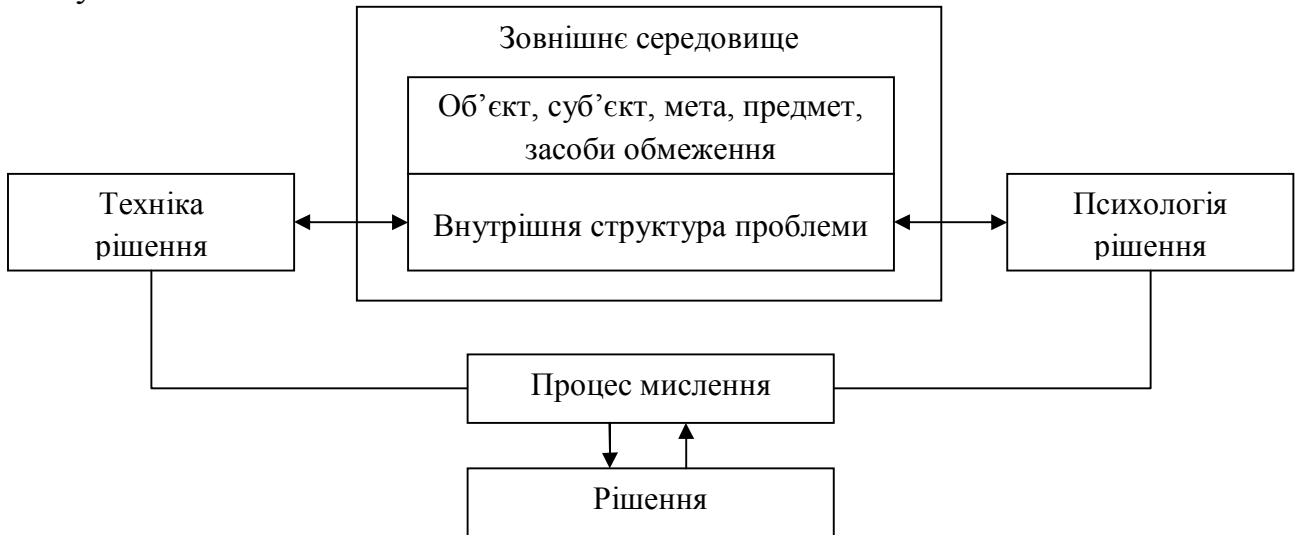 у
Зовнішнє середовище
Об’єкт, суб’єкт, мета, предмет,
засоби обмеження
Техніка
рішення
Внутрішня структура проблеми
Психологія
рішення
Процес мислення
Рішення